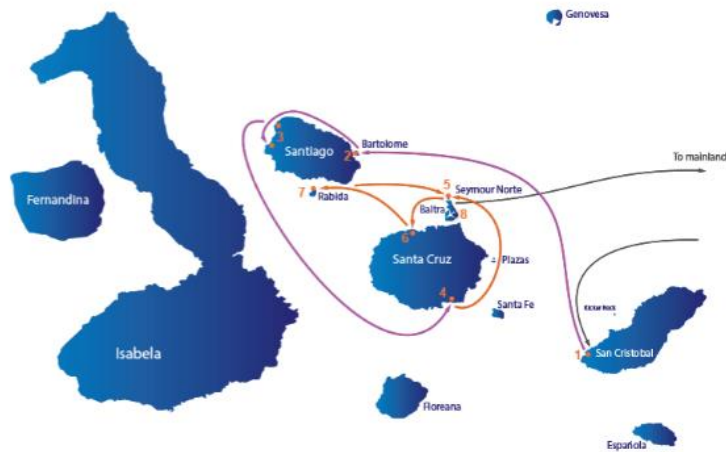 Genovesa
3
Santiago
2
Bartolome
To mainland
Fernandina
7
Rabida
5
Seymour Norte
Baltra
8
6
Santa Cruz
Plazas
4
Santa Fe
Isabela
1
San Cristobal
Floreana
Española